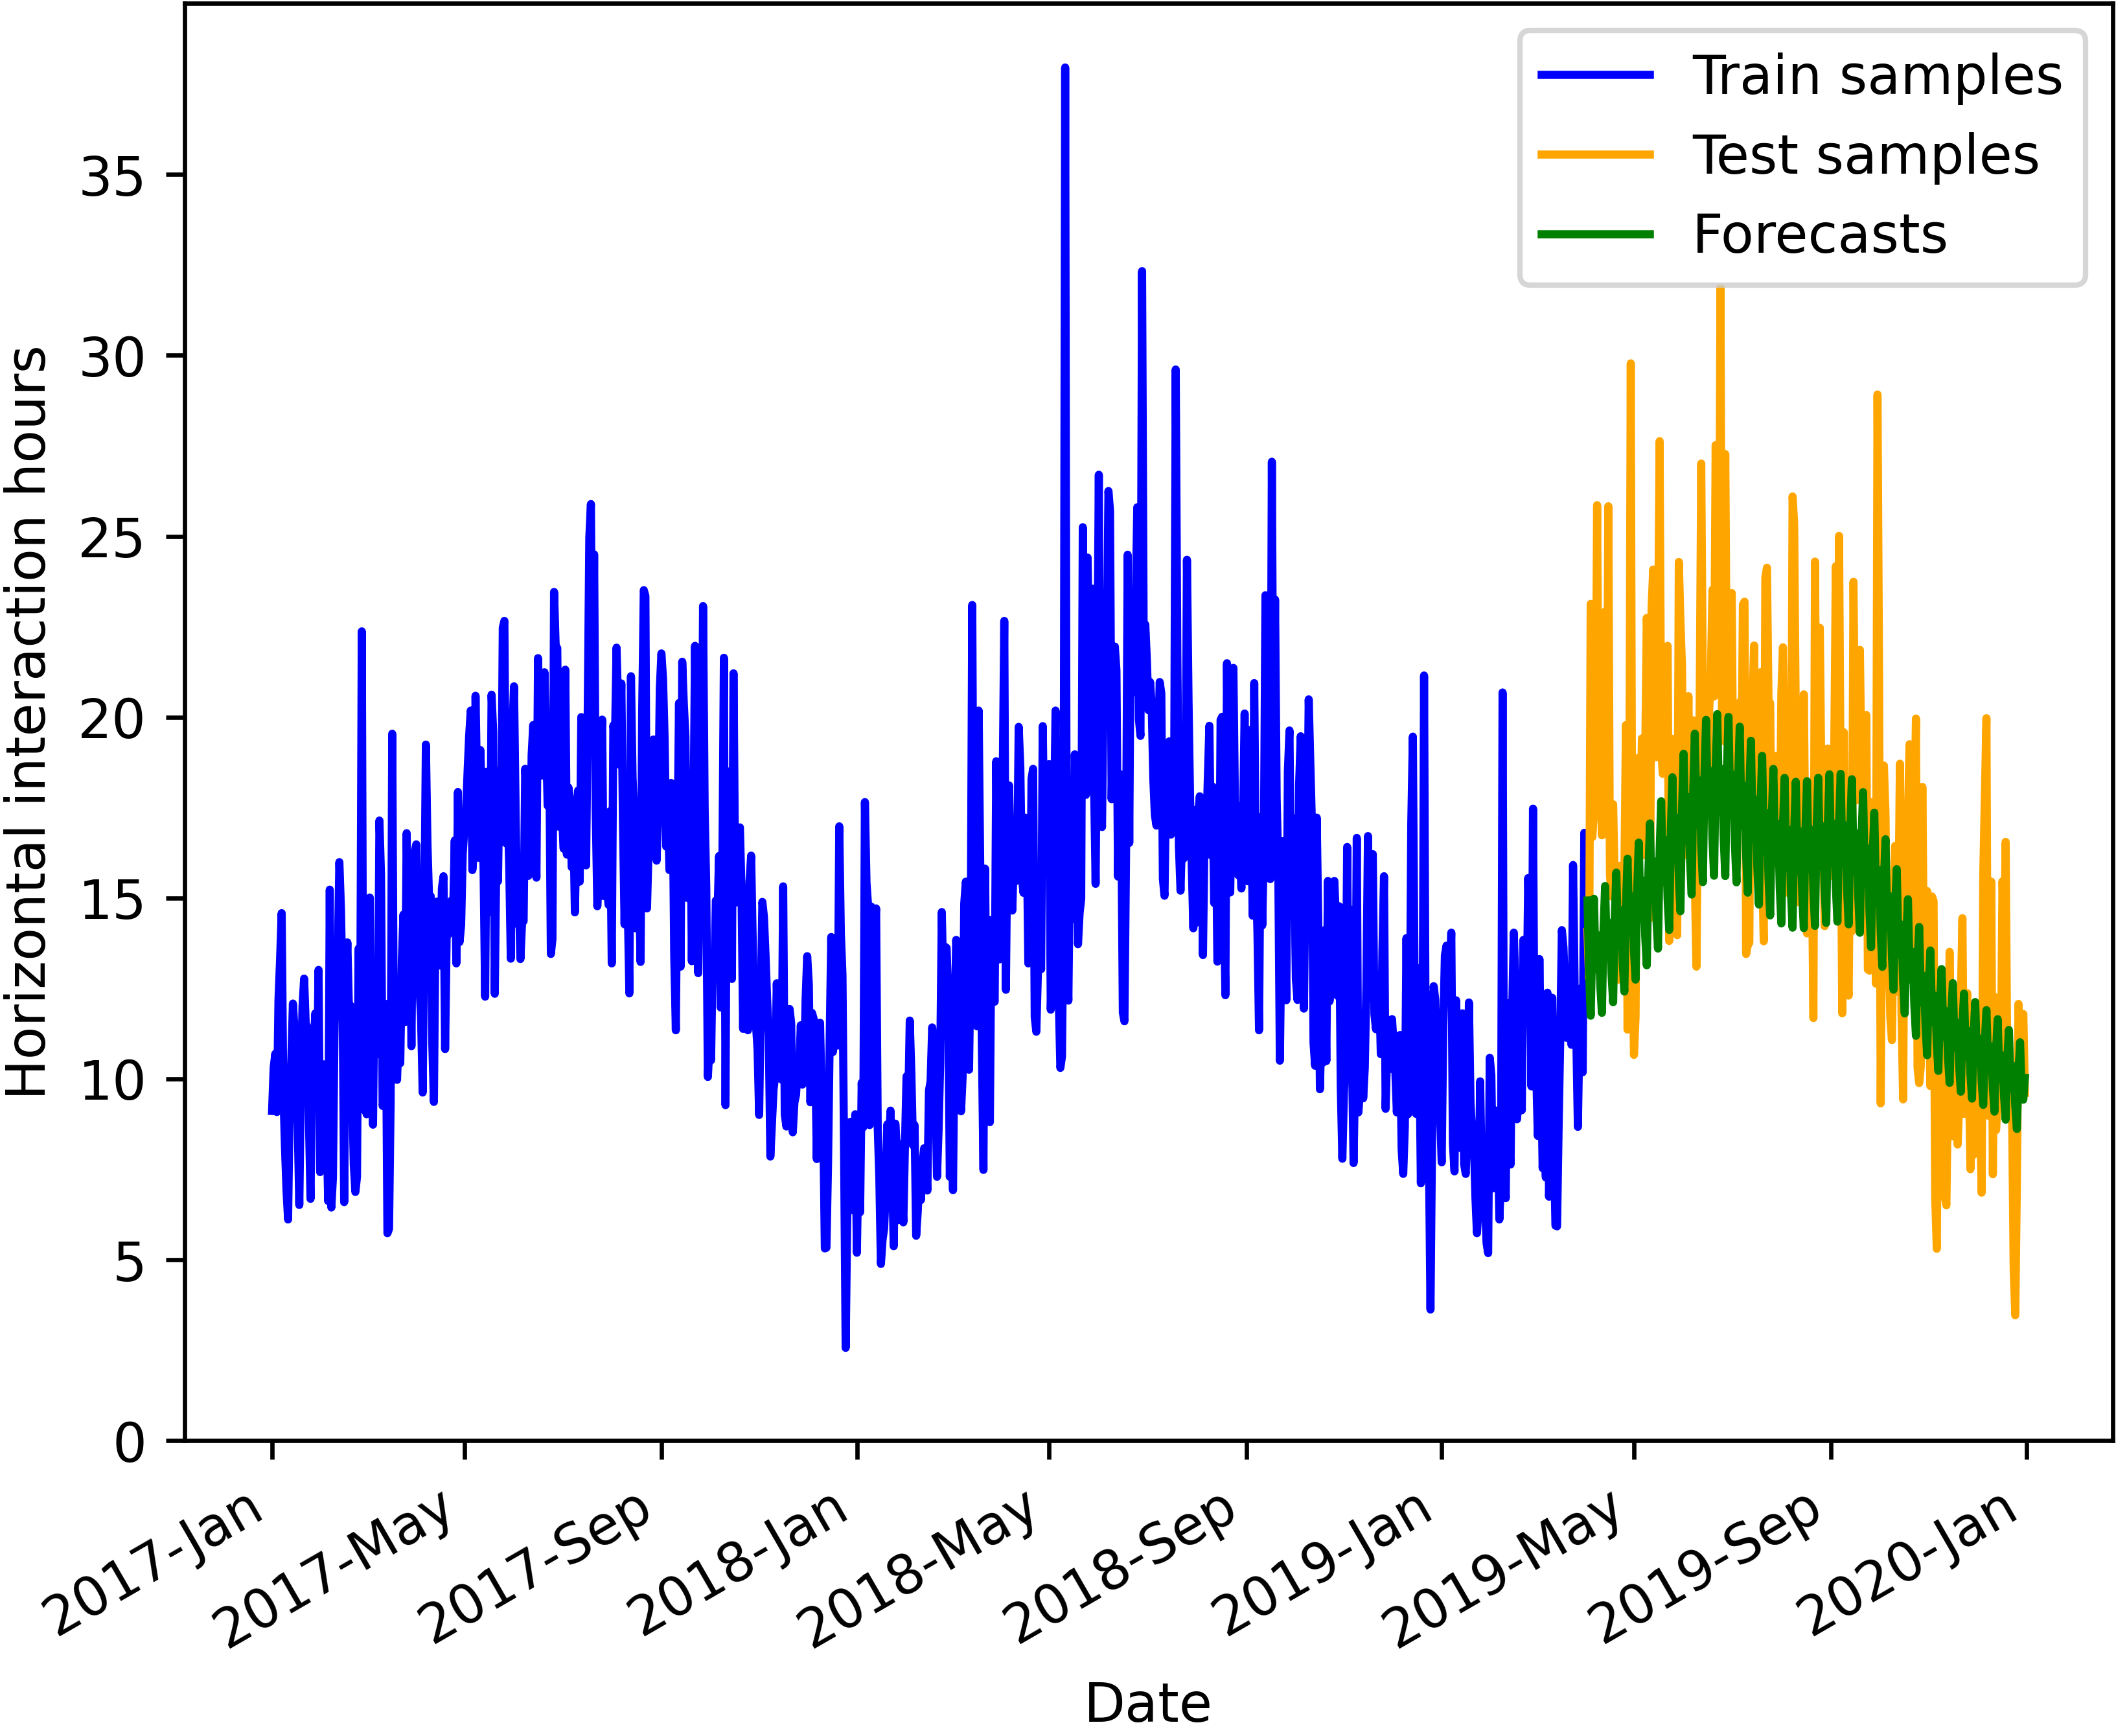 Train samples
Test samples
Forecasts
Horizontal interaction hours
35
30
25
20
15
10
5
0
2017-Jan
2017-May
2017-Sep
2018-Jan
2018-May
2018-Sep
2019-Jan
2019-May
2019-Sep
2020-Jan
Date